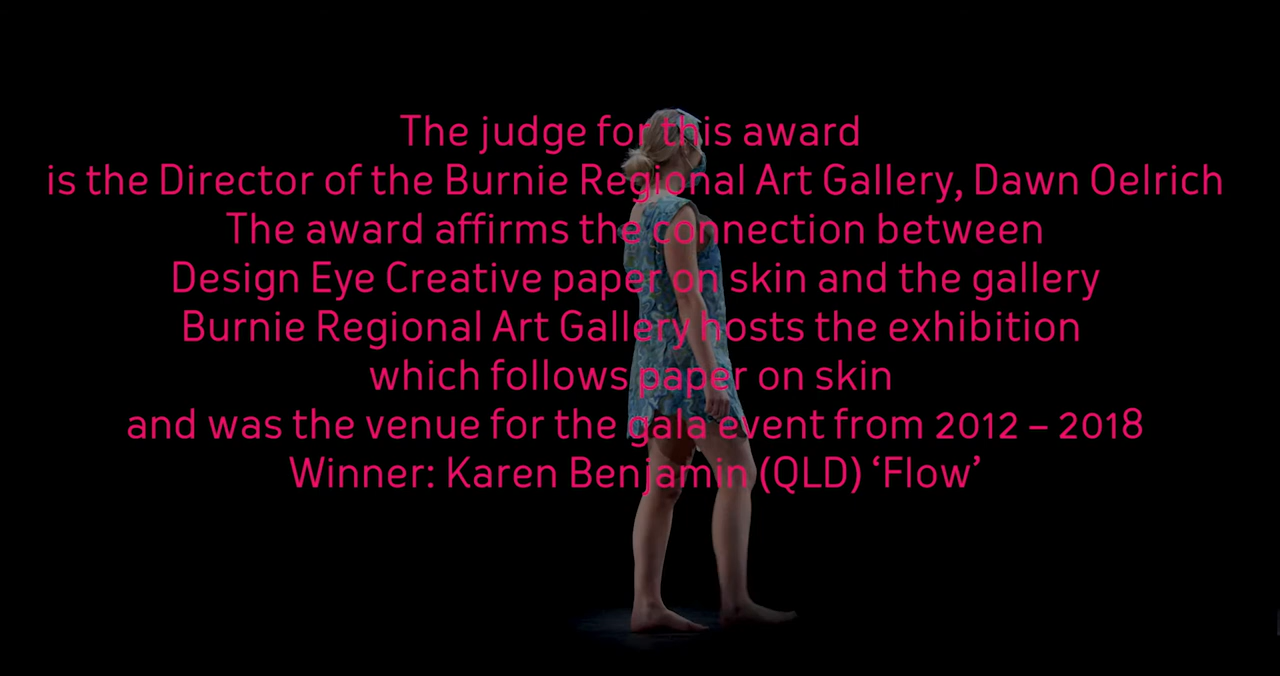 The judge for this award
is the Director of the Burnie Regional Art Gallery, Dawn Oelrich
The award affirms the connection between
Design Eye Creative paper on skin and the gallery
Burnie Regional Art Gallery hosts the exhibition
which follows paper on skin
and was the venue for the gala event from 2012 – 2018
Winner: Karen Benjamin (QLD) ‘Flow’